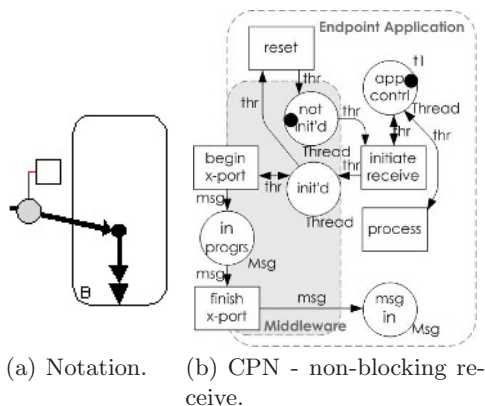 B
(a) Notation.
Endpoint Application
reset
t1
app
contrl
Thread
thr
thr
not
init'd
Thread
thr
thr
thr
begin
x-port
thr
init'd
Thread
thr
initiate
receive
msg
in
progrs
Msg
process
msg
finish
x-port
msg
msg
in
Msg
Middleware
(b) CPN - non-blocking re-
ceive.